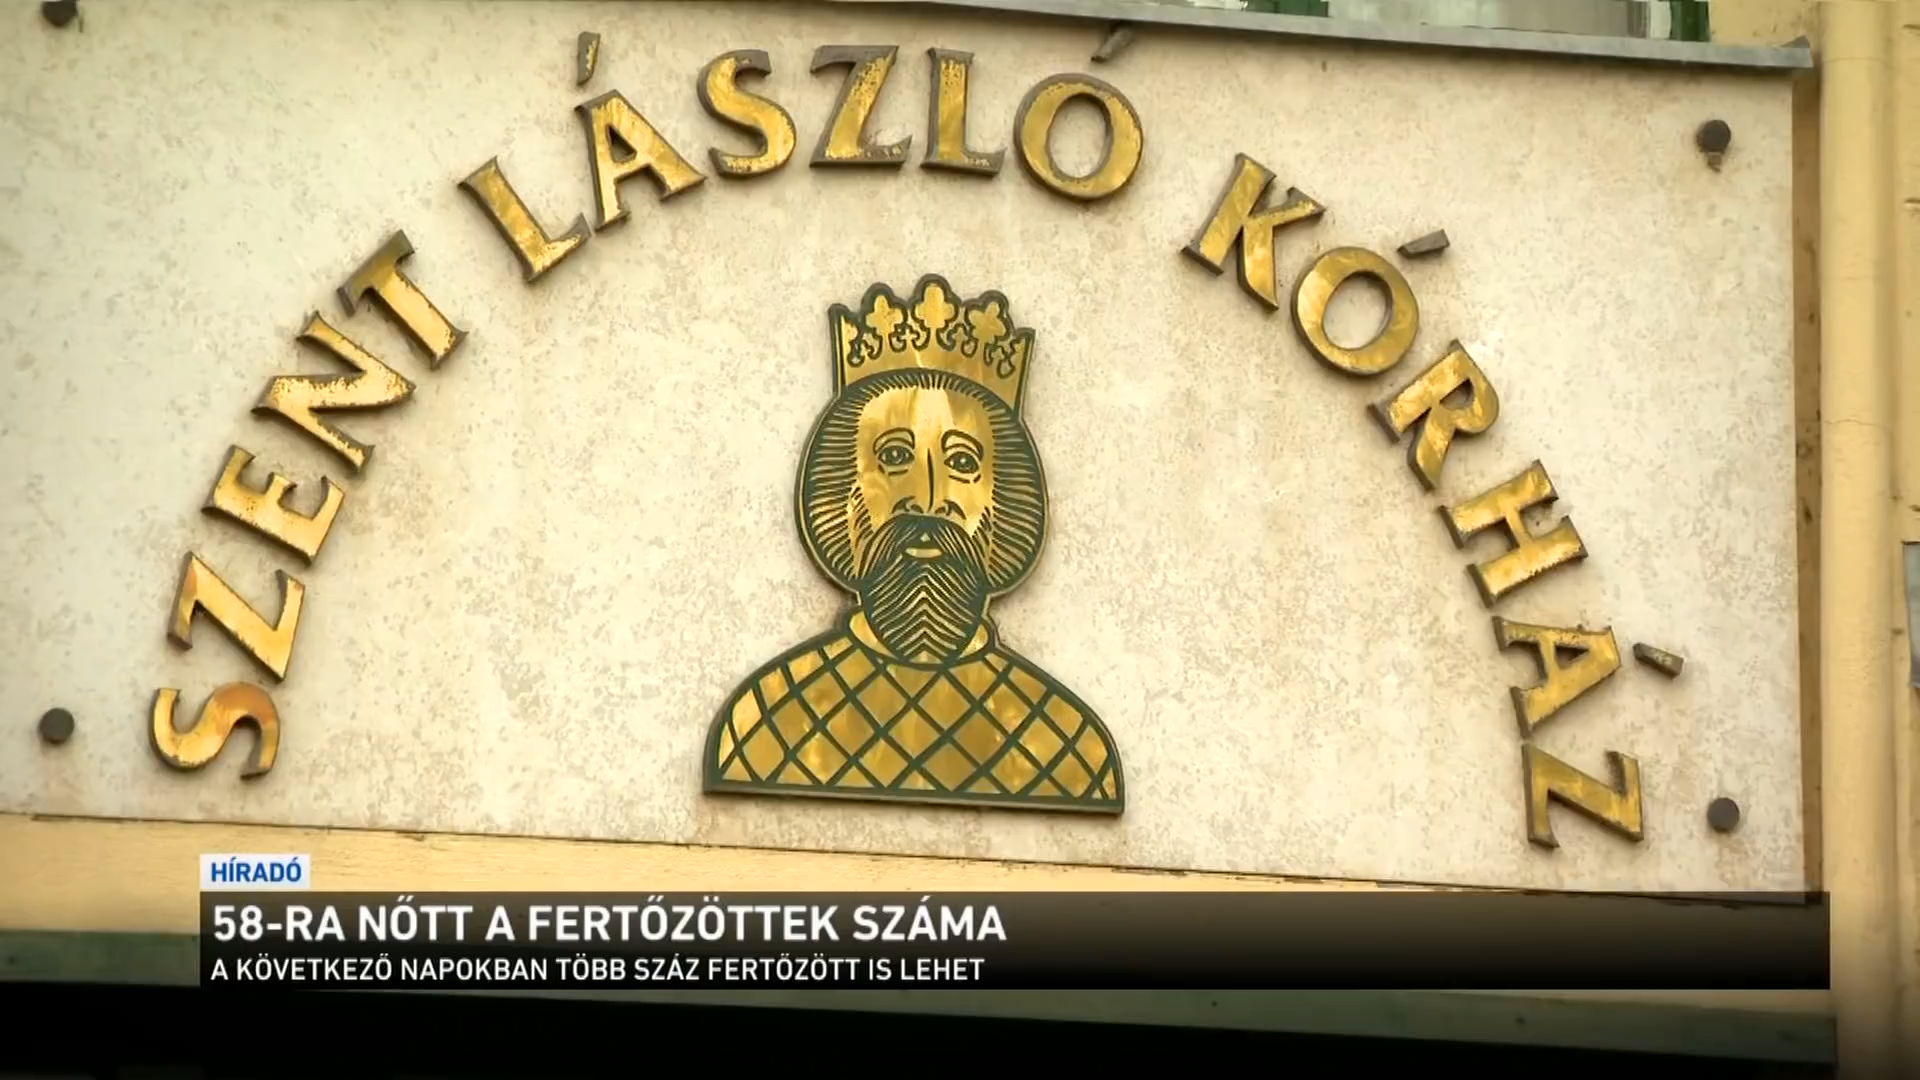 SZENT LÁSZLÓ KÓRHÁZ
HÍRADÓ
58-RA NŐTT A FERTŐZÖTTEK SZÁMA
A KÖVETKEZŐ NAPOKBAN TÖBB SZÁZ FERTŐZÖTT IS LEHET